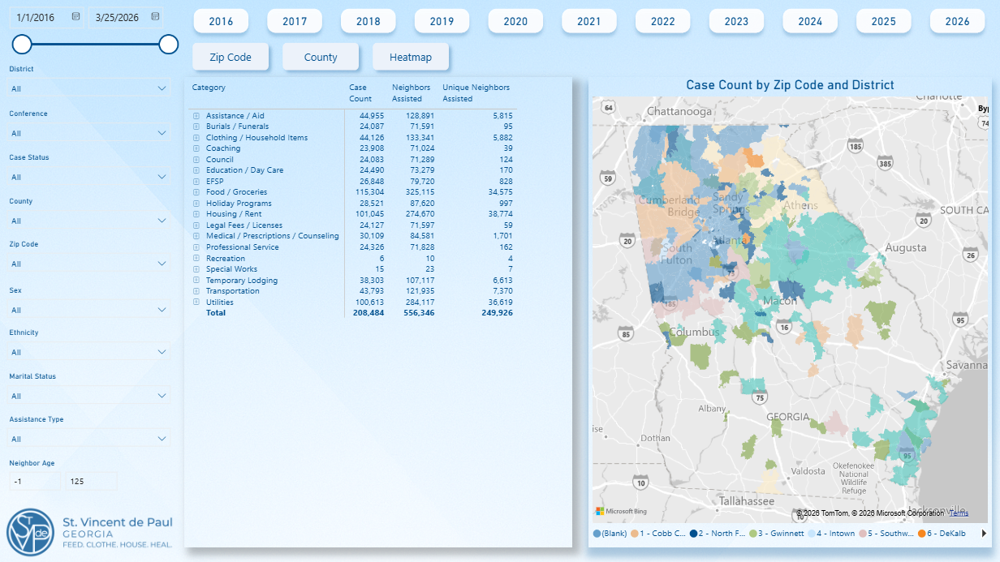 1/1/2016 3/25/2026
2016 2017 2018 2019 2020 2021 2022 2023 2024 2025 2026
Zip Code County Heatmap
District
All
Conference
All
Case Status
All
County
All
Zip Code
All
Sex
All
Ethnicity
All
Marital Status
All
Assistance Type
All
Neighbor Age
-1 125
St. Vincent de Paul
GEORGIA
FEED. CLOTHE. HOUSE. HEAL.
SVdP
Category Case Count Neighbors Assisted Unique Neighbors Assisted
Assistance / Aid 44,955 128,891 5,815
Burials / Funerals 24,087 71,591 95
Clothing / Household Items 44,126 133,341 5,882
Coaching 23,908 71,024 39
Council 24,083 71,289 124
Education / Day Care 24,490 73,279 170
EFSP 26,848 79,720 828
Food / Groceries 115,304 325,115 34,575
Holiday Programs 28,521 87,620 997
Housing / Rent 101,045 274,670 38,774
Legal Fees / Licenses 24,127 71,597 59
Medical / Prescriptions / Counseling 30,109 84,581 1,701
Professional Service 24,326 71,828 162
Recreation 6 10 4
Special Works 15 23 7
Temporary Lodging 38,303 107,117 6,613
Transportation 43,793 121,935 7,370
Utilities 100,613 284,117 36,619
Total 208,484 556,346 249,926
Case Count by Zip Code and District
Charlotte
64
Chattanooga
Byp
74
185
385
59
Cumberland Bridge
Sandy Springs
Athens
SOUTH CA
20
20
Atlanta
South Fulton
Augusta
26
75
185
Macon
85
Columbus
16
95
Savanna
75
Albany
GEORGIA
ise
Dothan
95
10
Valdosta
Okefenokee
National
Wildlife
Refuge
Tallahassee
Jacksonville
10
Microsoft Bing
© 2026 TomTom, © 2026 Microsoft Corporation Terms
(Blank) 1 - Cobb C... 2 - North F... 3 - Gwinnett 4 - Intown 5 - Southw... 6 - DeKalb